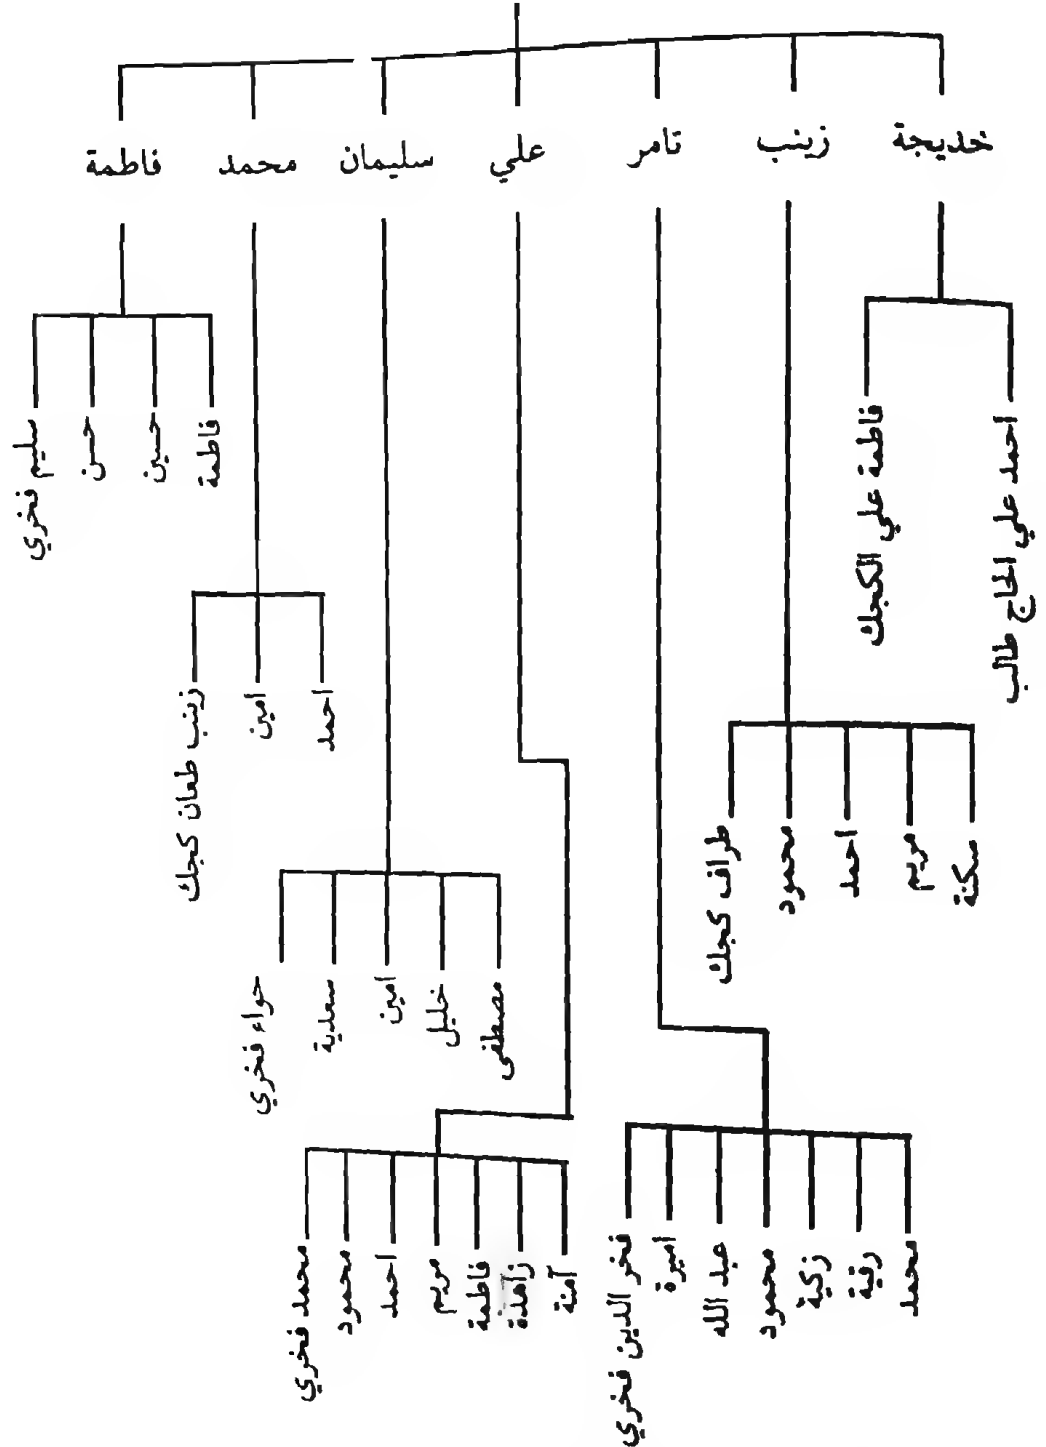 خديجة
زينب
تامر
علي
سليمان
محمد
فاطمة
احمد علي الحاج طالب
فاطمة علي الكجك
سكنة
مريم
احمد
محمود
طراف كجك
محمد
رقية
زكية
محمود
عبد الله
اميرة
فخر الدين فخري
آمنة
زاهدة
فاطمة
مريم
احمد
محمود
محمد فخري
مصطفى
خليل
امين
سعدية
حواء فخري
احمد
امين
زينب طعان كجك
فاطمة
حسين
حسن
سليم فخري